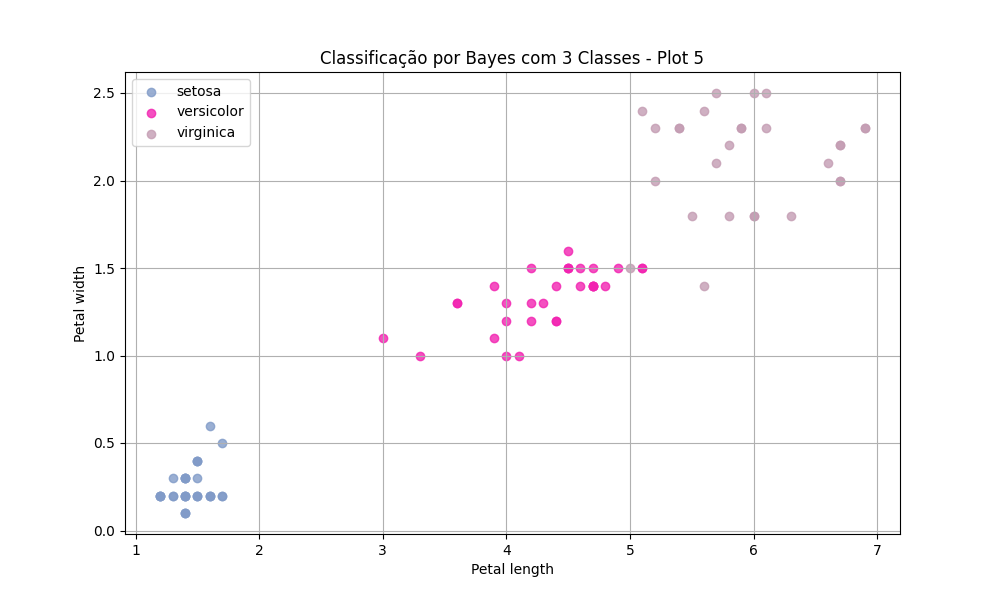 Classificação por Bayes com 3 Classes - Plot 5
setosa
versicolor
virginica
Petal width
2.5
2.0
1.5
1.0
0.5
0.0
1 2 3 4 5 6 7
Petal length